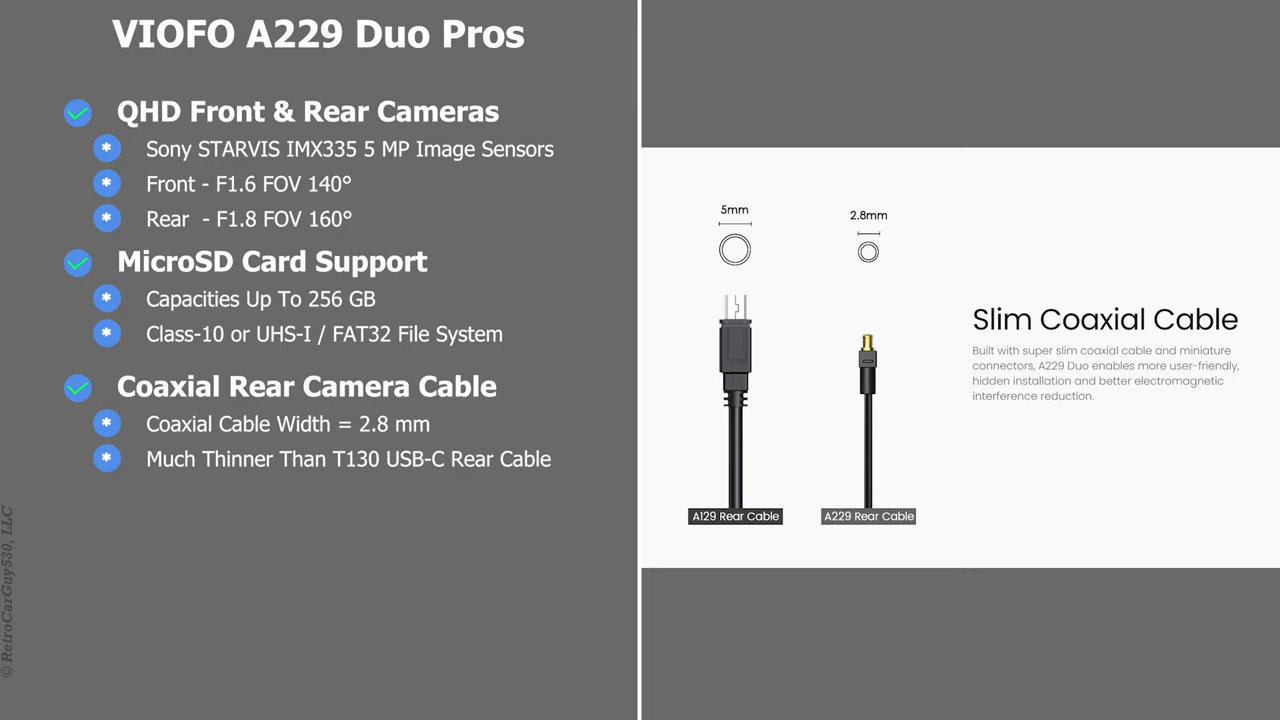 VIOFO A229 Duo Pros
QHD Front & Rear Cameras
* Sony STARVIS IMX335 5 MP Image Sensors
* Front - F1.6 FOV 140°
* Rear - F1.8 FOV 160°
MicroSD Card Support
* Capacities Up To 256 GB
* Class-10 or UHS-I / FAT32 File System
Coaxial Rear Camera Cable
* Coaxial Cable Width = 2.8 mm
* Much Thinner Than T130 USB-C Rear Cable
© RetroCarGuy530, LLC
5mm
2.8mm
A129 Rear Cable
A229 Rear Cable
Slim Coaxial Cable
Built with super slim coaxial cable and miniature
connectors, A229 Duo enables more user-friendly,
hidden installation and better electromagnetic
interference reduction.